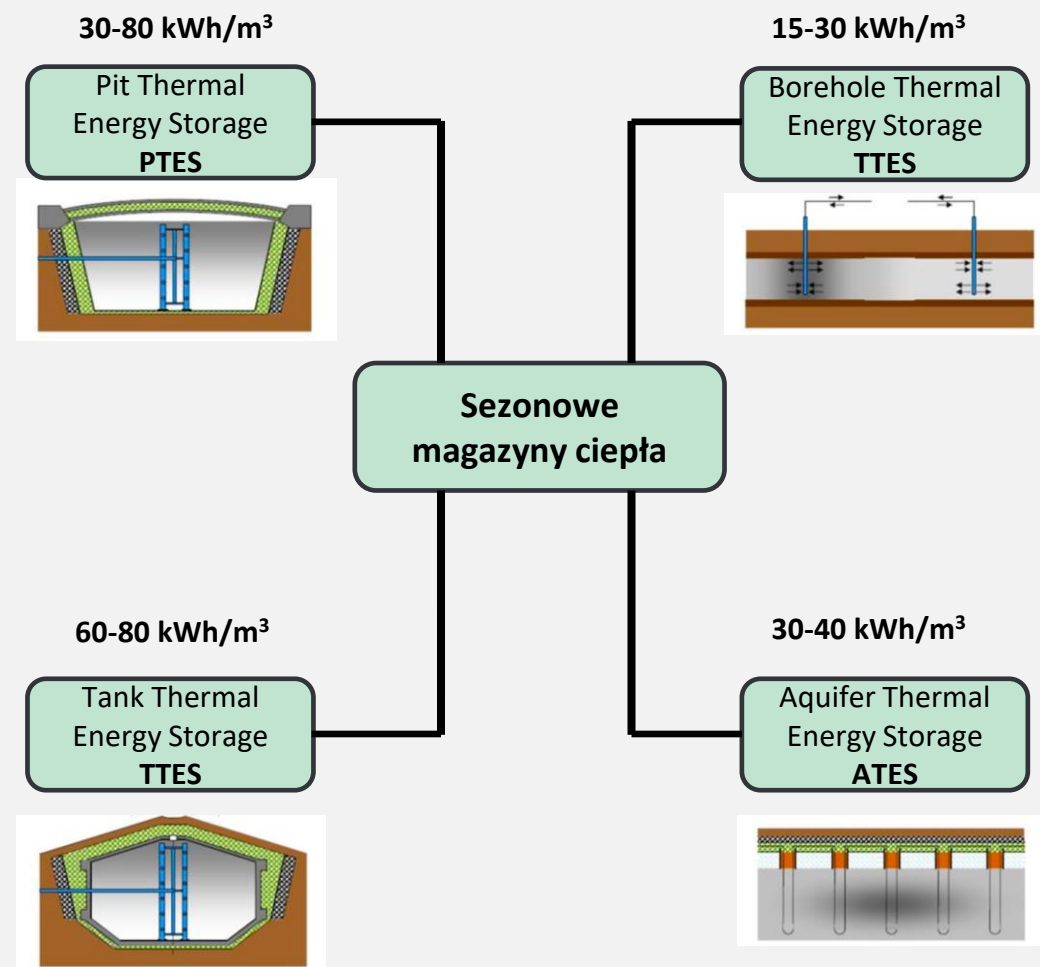 30-80 kWh/m³
Pit Thermal
Energy Storage
PTES
15-30 kWh/m³
Borehole Thermal
Energy Storage
TTES
Sezonowe
magazyny ciepła
60-80 kWh/m³
Tank Thermal
Energy Storage
TTES
30-40 kWh/m³
Aquifer Thermal
Energy Storage
ATES